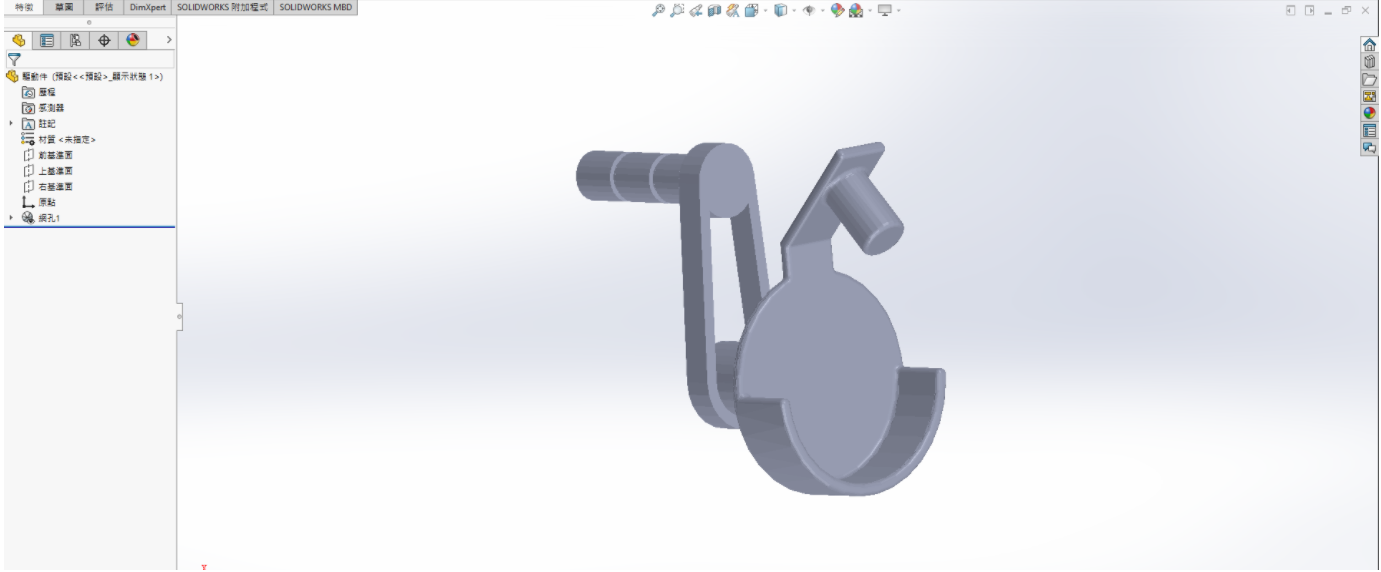 特徵 草圖 評估 DimXpert SOLIDWORKS 附加程式 SOLIDWORKS MBD
驅動件 (預設<<預設>_顯示狀態 1>)
歷程
感測器
註記
材質 <未指定>
前基準面
上基準面
右基準面
原點
網孔1